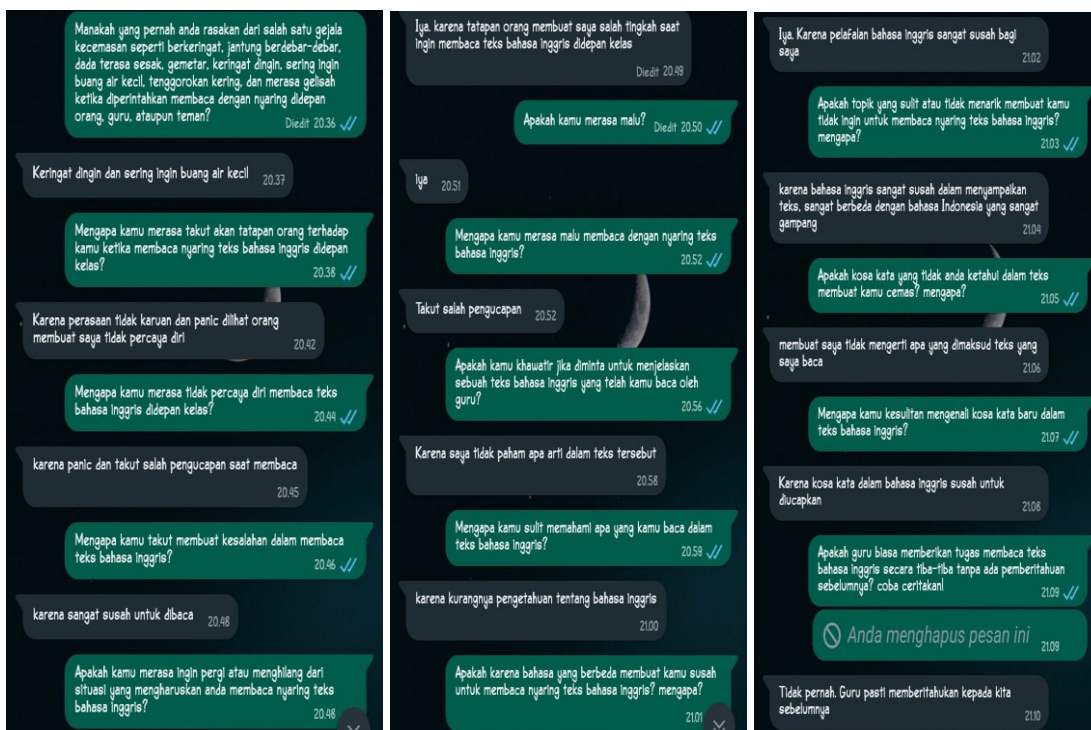 Manakah yang pernah anda rasakan dari salah satu gejala
kecemasan seperti berkeringat, jantung berdebar-debar,
dada terasa sesak, gemetar, keringat dingin, sering ingin
buang air kecil, tenggorokan kering, dan merasa gelisah
ketika diperintahkan membaca dengan nyaring didepan
orang, guru, ataupun teman?
Diedit 20.36
Keringat dingin dan sering ingin buang air kecil 20.37
Mengapa kamu merasa takut akan tatapan orang terhadap
kamu ketika membaca nyaring teks bahasa inggris didepan
kelas?
20.38
Karena perasaan tidak karuan dan panic dilihat orang
membuat saya tidak percaya diri
20.42
Mengapa kamu merasa tidak percaya diri membaca teks
bahasa inggris didepan kelas?
20.44
karena panic dan takut salah pengucapan saat membaca
20.45
Mengapa kamu takut membuat kesalahan dalam membaca
teks bahasa inggris?
20.46
karena sangat susah untuk dibaca 20.48
Apakah kamu merasa ingin pergi atau menghilang dari
situasi yang mengharuskan anda membaca nyaring teks
bahasa inggris?
20.48
Iya. karena tatapan orang membuat saya salah tingkah saat
ingin membaca teks bahasa inggris didepan kelas
Diedit 20.49
Apakah kamu merasa malu? Diedit 20.50
iya 20.51
Mengapa kamu merasa malu membaca dengan nyaring teks
bahasa inggris?
20.52
Takut salah pengucapan 20.52
Apakah kamu khawatir jika diminta untuk menjelaskan
sebuah teks bahasa inggris yang telah kamu baca oleh
guru?
20.56
Karena saya tidak paham apa arti dalam teks tersebut
20.58
Mengapa kamu sulit memahami apa yang kamu baca dalam
teks bahasa inggris?
20.59
karena kurangnya pengetahuan tentang bahasa inggris
21.00
Apakah karena bahasa yang berbeda membuat kamu susah
untuk membaca nyaring teks bahasa inggris? mengapa?
21.01
Iya. Karena pelafalan bahasa inggris sangat susah bagi
saya
21.02
Apakah topik yang sulit atau tidak menarik membuat kamu
tidak ingin untuk membaca nyaring teks bahasa inggris?
mengapa?
21.03
karena bahasa inggris sangat susah dalam menyampaikan
teks, sangat berbeda dengan bahasa Indonesia yang sangat
gampang
21.04
Apakah kosa kata yang tidak anda ketahui dalam teks
membuat kamu cemas? mengapa?
21.05
membuat saya tidak mengerti apa yang dimaksud teks yang
saya baca
21.06
Mengapa kamu kesulitan mengenali kosa kata baru dalam
teks bahasa inggris?
21.07
Karena kosa kata dalam bahasa inggris susah untuk
diucapkan
21.08
Apakah guru biasa memberikan tugas membaca teks
bahasa inggris secara tiba-tiba tanpa ada pemberitahuan
sebelumnya? coba ceritakan!
21.09
Anda menghapus pesan ini 21.09
Tidak pernah. Guru pasti memberitahukan kepada kita
sebelumnya
21.10